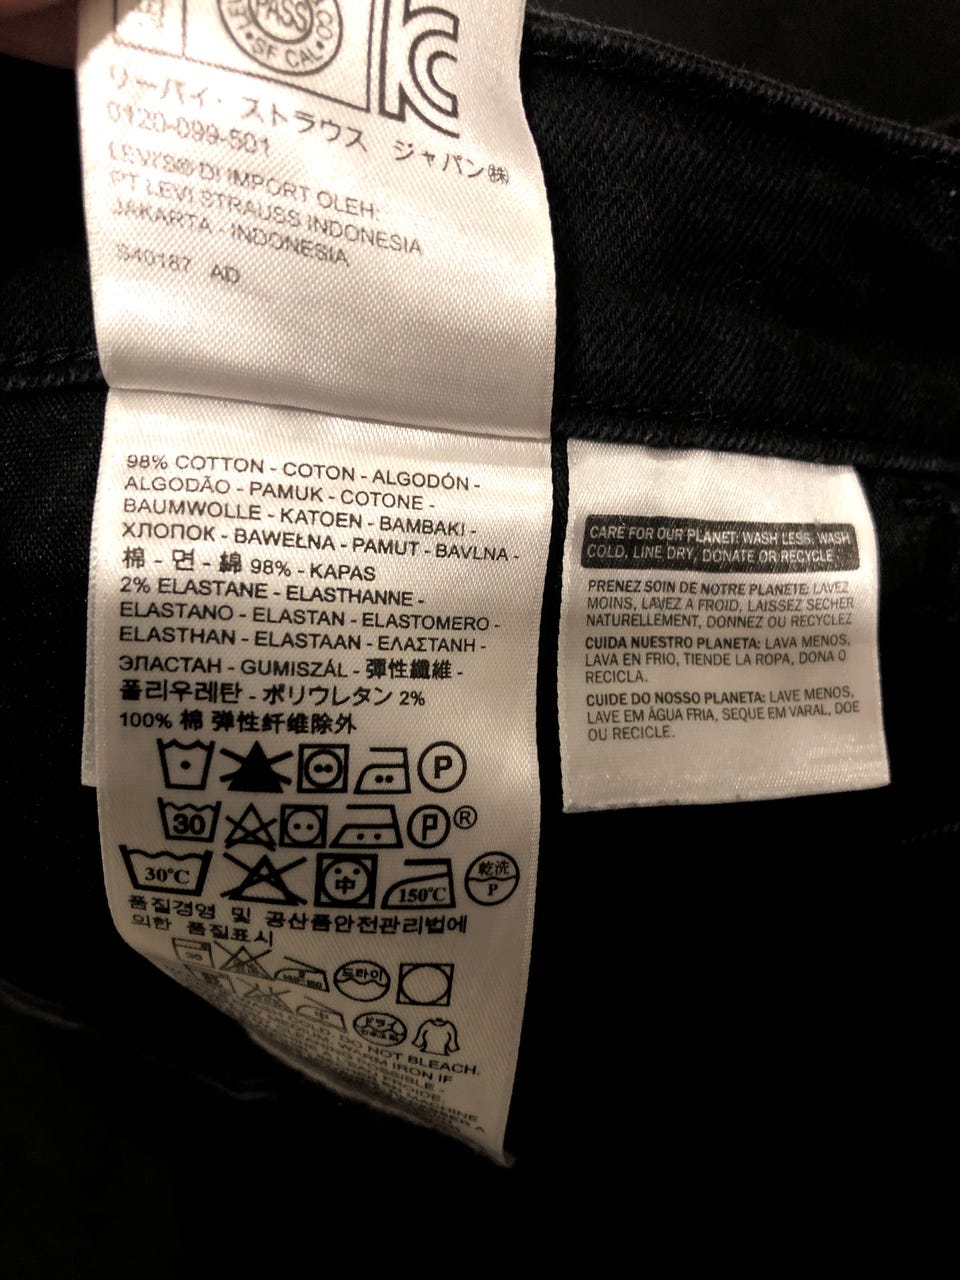 PASS
SF CAL
リーバイ・ストラウス ジャパン㈱
0120-099-501
LEVI'S® DI IMPORT OLEH:
PT LEVI STRAUSS INDONESIA
JAKARTA - INDONESIA
S40187 AD
98% COTTON - COTON - ALGODÓN -
ALGODÃO - PAMUK - COTONE -
BAUMWOLLE - KATOEN - BAMBAKI -
ХЛОПОК - BAWEŁNA - PAMUT - BAVLNA -
棉 - 면 - 綿 98% - KAPAS
2% ELASTANE - ELASTHANNE -
ELASTANO - ELASTAN - ELASTOMERO -
ELASTHAN - ELASTAAN - ΕΛΑΣΤΑΝΗ -
ЭЛАСТАН - GUMISZÁL - 彈性纖維 -
폴리우레탄 - ポリウレタン 2%
100% 棉 弹性纤维除外
P
30 P®
30°C 中 150°C 乾洗 P
품질경영 및 공산품안전관리법에
의한 품질표시
30 드라이
ドライ
DO NOT BLEACH.
WARM IRON IF
CARE FOR OUR PLANET: WASH LESS, WASH
COLD, LINE DRY, DONATE OR RECYCLE.
PRENEZ SOIN DE NOTRE PLANETE: LAVEZ
MOINS, LAVEZ A FROID, LAISSEZ SECHER
NATURELLEMENT, DONNEZ OU RECYCLEZ
CUIDA NUESTRO PLANETA: LAVA MENOS,
LAVA EN FRIO, TIENDE LA ROPA, DONA O
RECICLA.
CUIDE DO NOSSO PLANETA: LAVE MENOS,
LAVE EM ÁGUA FRIA, SEQUE EM VARAL, DOE
OU RECICLE.